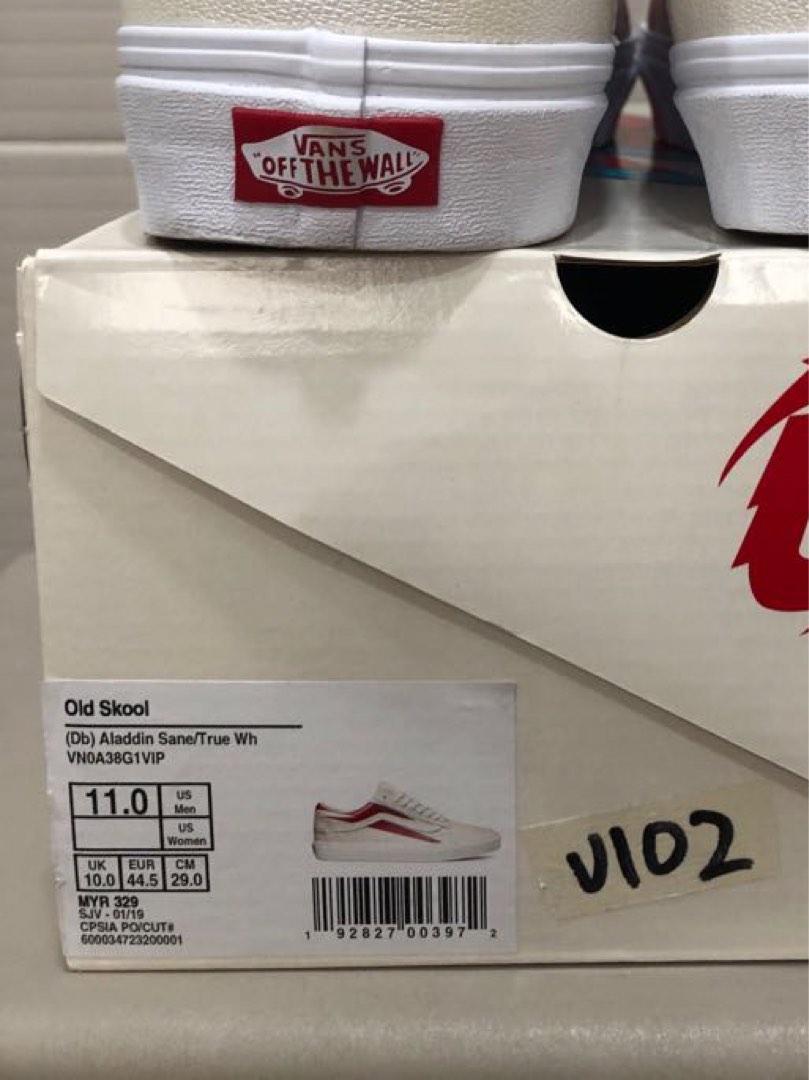 VANS
"OFF THE WALL"
Old Skool
(Db) Aladdin Sane/True Wh
VN0A38G1VIP
11.0
US
Men
US
Women
UK
10.0
EUR
44.5
CM
29.0
MYR 329
SJV - 01/19
CPSIA PO/CUT#
600034723200001
1 92827 00397 2
V102